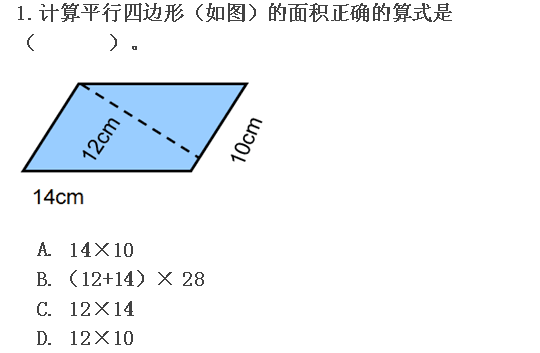 1. 计算平行四边形（如图）的面积正确的算式是
（　　　）。
12cm
10cm
14cm
A. 14×10
B.（12+14）× 28
C. 12×14
D. 12×10